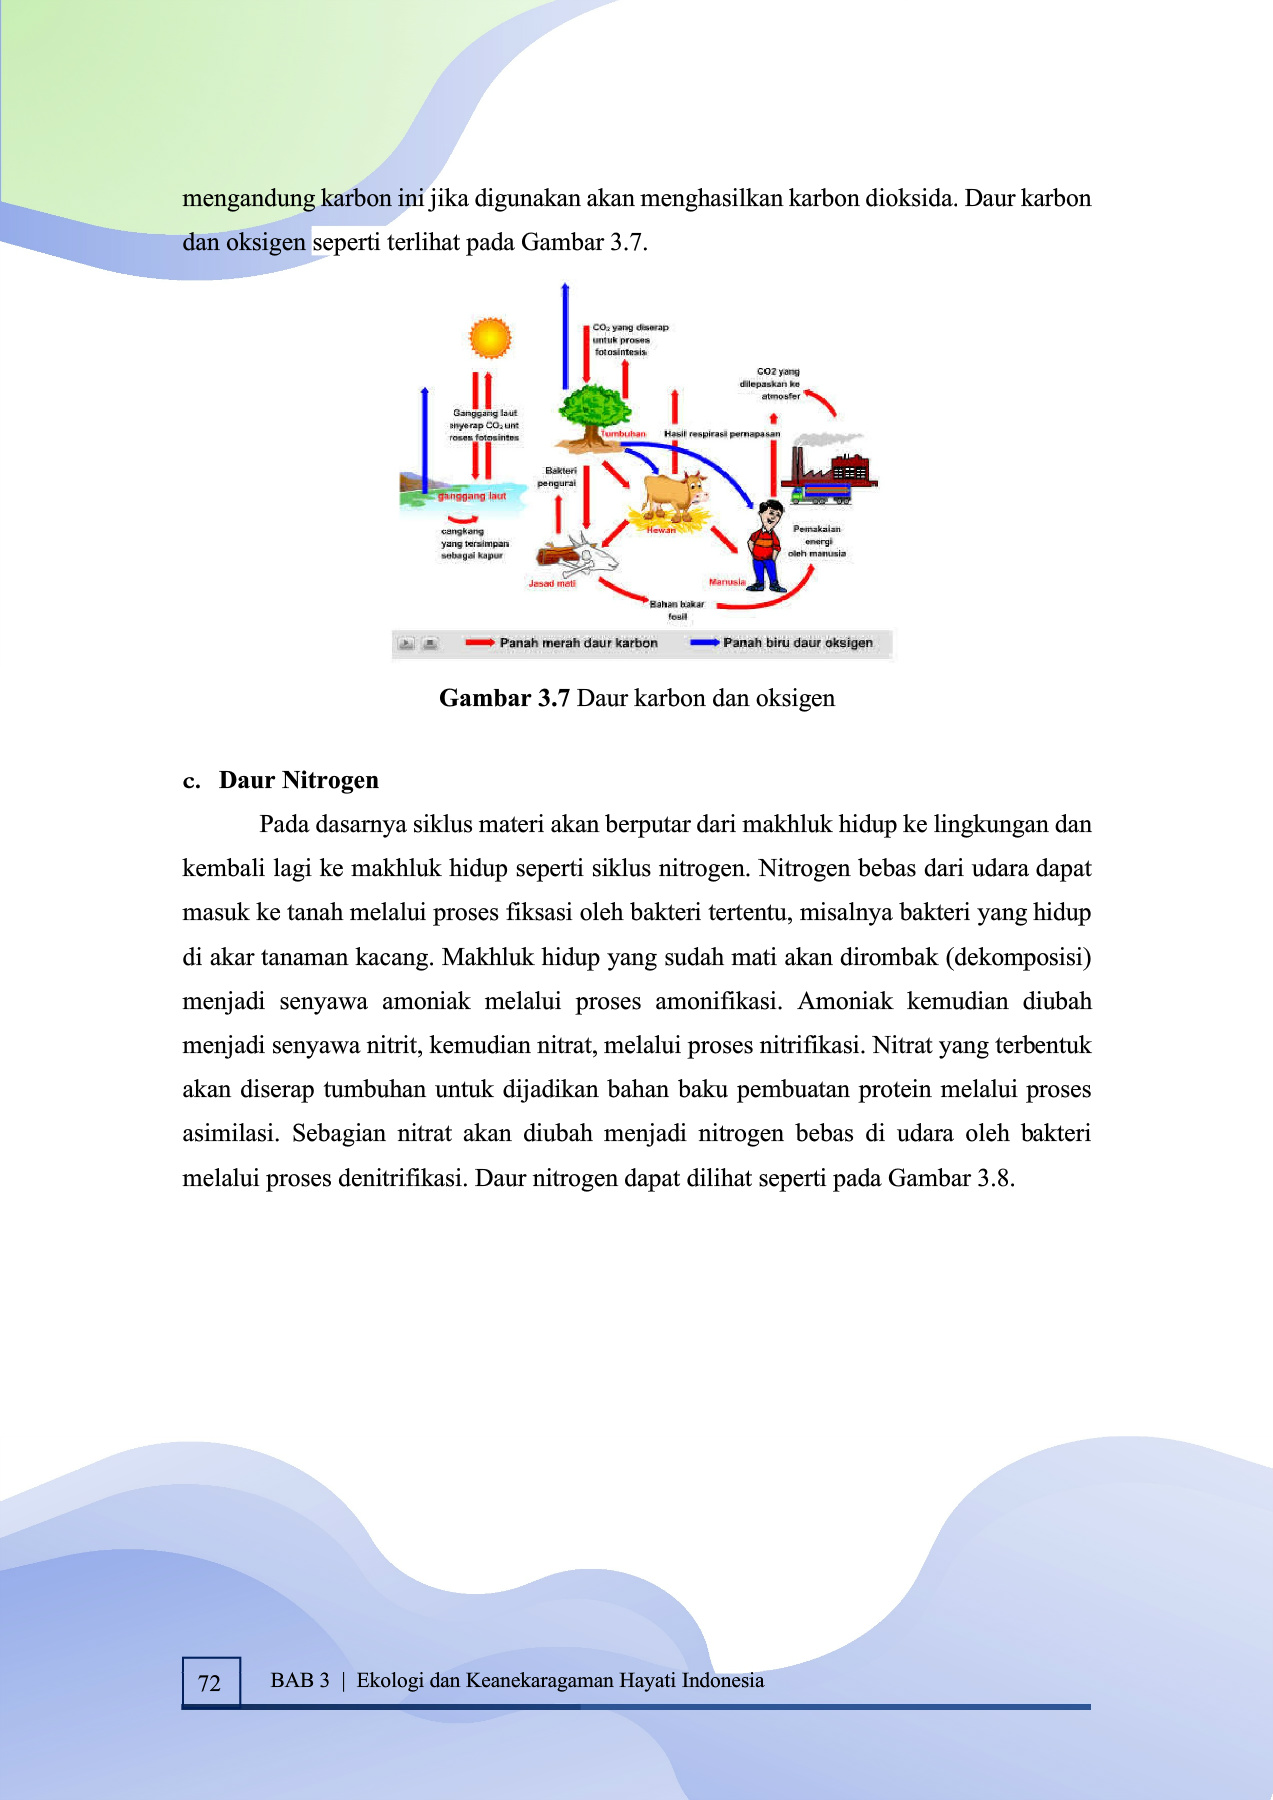 mengandung karbon ini jika digunakan akan menghasilkan karbon dioksida. Daur karbon
dan oksigen seperti terlihat pada Gambar 3.7.
CO₂ yang diserap
untuk proses
fotosintesis
CO2 yang
dilepaskan ke
atmosfer
Ganggang laut
enyerap CO₂ unt
roses fotosintes
Tumbuhan
Hasil respirasi pernapasan
Bakteri
pengurai
ganggang laut
Hewan
cangkang
yang tersimpan
sebagai kapur
Pemakaian
energi
oleh manusia
Jasad mati
Manusia
Bahan bakar
fosil
Panah merah daur karbon
Panah biru daur oksigen
Gambar 3.7 Daur karbon dan oksigen
c. Daur Nitrogen
Pada dasarnya siklus materi akan berputar dari makhluk hidup ke lingkungan dan
kembali lagi ke makhluk hidup seperti siklus nitrogen. Nitrogen bebas dari udara dapat
masuk ke tanah melalui proses fiksasi oleh bakteri tertentu, misalnya bakteri yang hidup
di akar tanaman kacang. Makhluk hidup yang sudah mati akan dirombak (dekomposisi)
menjadi senyawa amoniak melalui proses amonifikasi. Amoniak kemudian diubah
menjadi senyawa nitrit, kemudian nitrat, melalui proses nitrifikasi. Nitrat yang terbentuk
akan diserap tumbuhan untuk dijadikan bahan baku pembuatan protein melalui proses
asimilasi. Sebagian nitrat akan diubah menjadi nitrogen bebas di udara oleh bakteri
melalui proses denitrifikasi. Daur nitrogen dapat dilihat seperti pada Gambar 3.8.
72
BAB 3 | Ekologi dan Keanekaragaman Hayati Indonesia